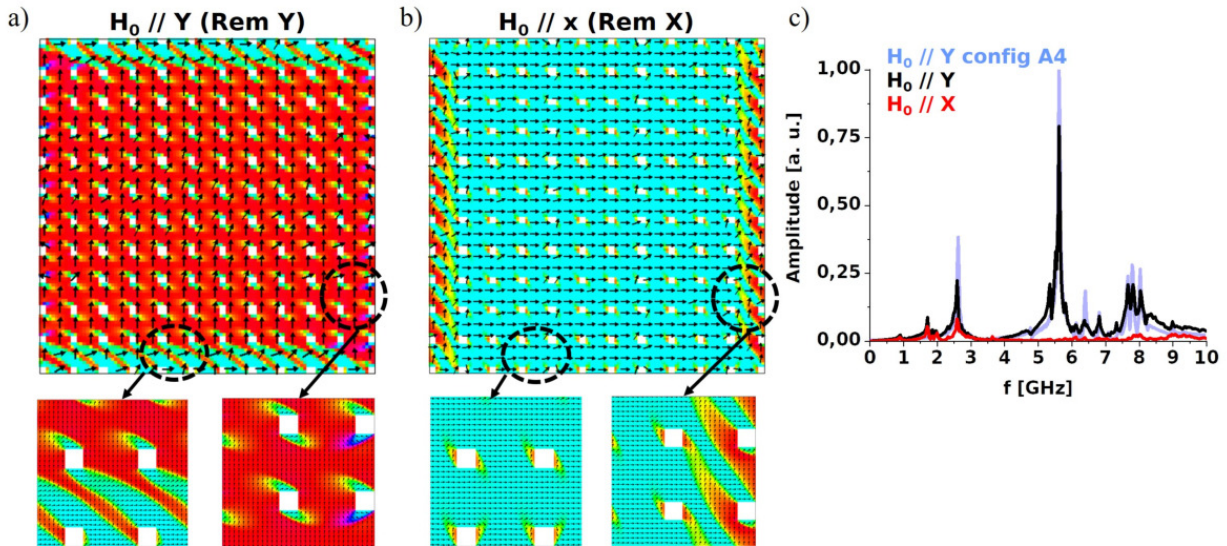 a)
H₀ // Y (Rem Y)
b)
H₀ // x (Rem X)
c)
H₀ // Y config A4
H₀ // Y
H₀ // X
Amplitude [a. u.]
1,00
0,75
0,50
0,25
0,00
0 1 2 3 4 5 6 7 8 9 10
f [GHz]